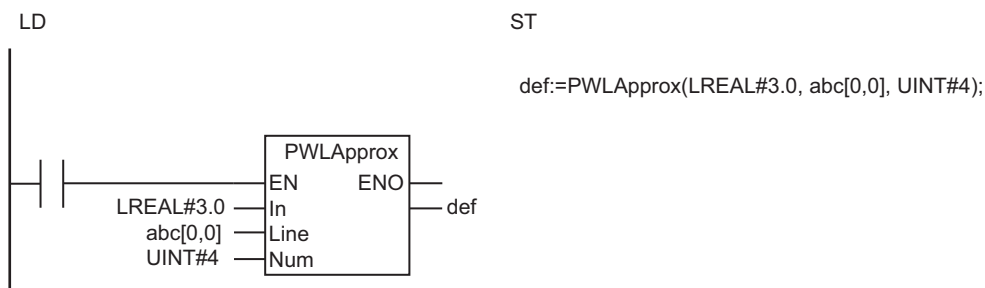 LD
ST
def:=PWLApprox(LREAL#3.0, abc[0,0], UINT#4);
PWLApprox
EN ENO
LREAL#3.0 In def
abc[0,0] Line
UINT#4 Num